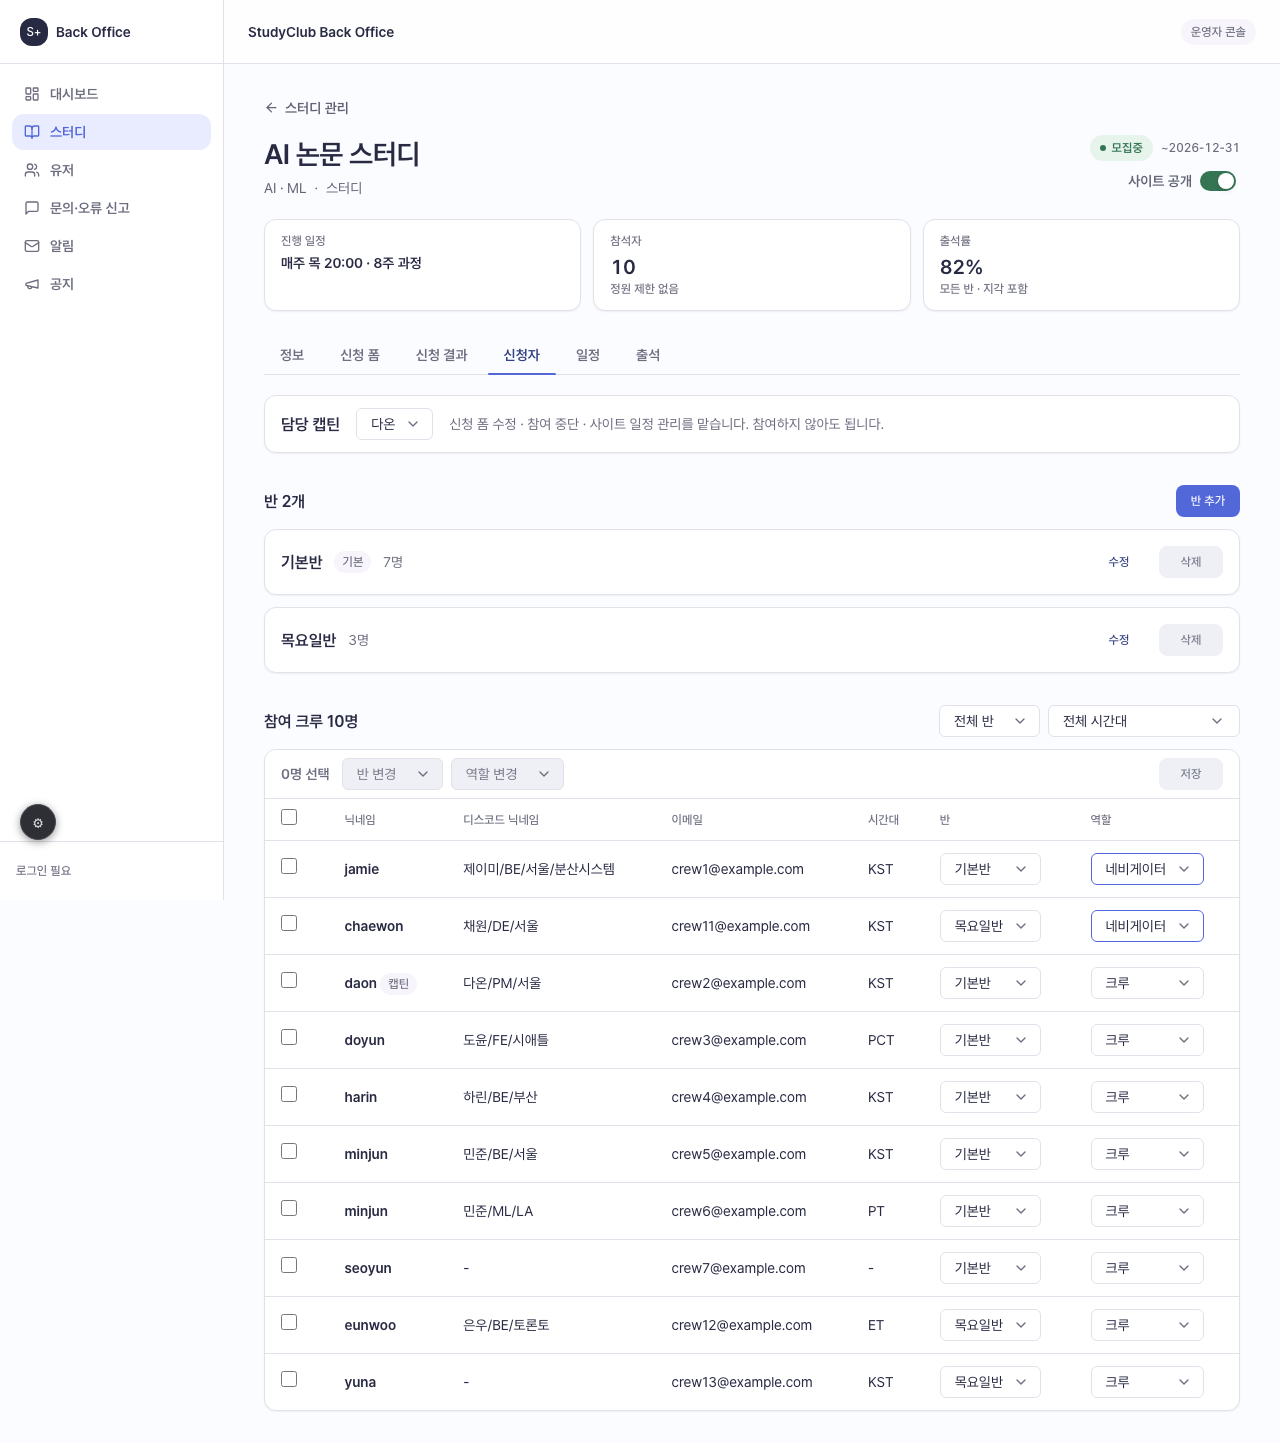 S+ Back Office
StudyClub Back Office
운영자 콘솔
대시보드
스터디
유저
문의·오류 신고
알림
공지
로그인 필요
스터디 관리
AI 논문 스터디
모집중 ~2026-12-31
AI · ML · 스터디
사이트 공개
진행 일정
매주 목 20:00 · 8주 과정
참석자
10
정원 제한 없음
출석률
82%
모든 반 · 지각 포함
정보 신청 폼 신청 결과 신청자 일정 출석
담당 캡틴 다온 신청 폼 수정 · 참여 중단 · 사이트 일정 관리를 맡습니다. 참여하지 않아도 됩니다.
반 2개 반 추가
기본반 기본 7명 수정 삭제
목요일반 3명 수정 삭제
참여 크루 10명 전체 반 전체 시간대
0명 선택 반 변경 역할 변경 저장
닉네임 디스코드 닉네임 이메일 시간대 반 역할
jamie 제이미/BE/서울/분산시스템 crew1@example.com KST 기본반 네비게이터
chaewon 채원/DE/서울 crew11@example.com KST 목요일반 네비게이터
daon 캡틴 다온/PM/서울 crew2@example.com KST 기본반 크루
doyun 도윤/FE/시애틀 crew3@example.com PCT 기본반 크루
harin 하린/BE/부산 crew4@example.com KST 기본반 크루
minjun 민준/BE/서울 crew5@example.com KST 기본반 크루
minjun 민준/ML/LA crew6@example.com PT 기본반 크루
seoyun - crew7@example.com - 기본반 크루
eunwoo 은우/BE/토론토 crew12@example.com ET 목요일반 크루
yuna - crew13@example.com KST 목요일반 크루